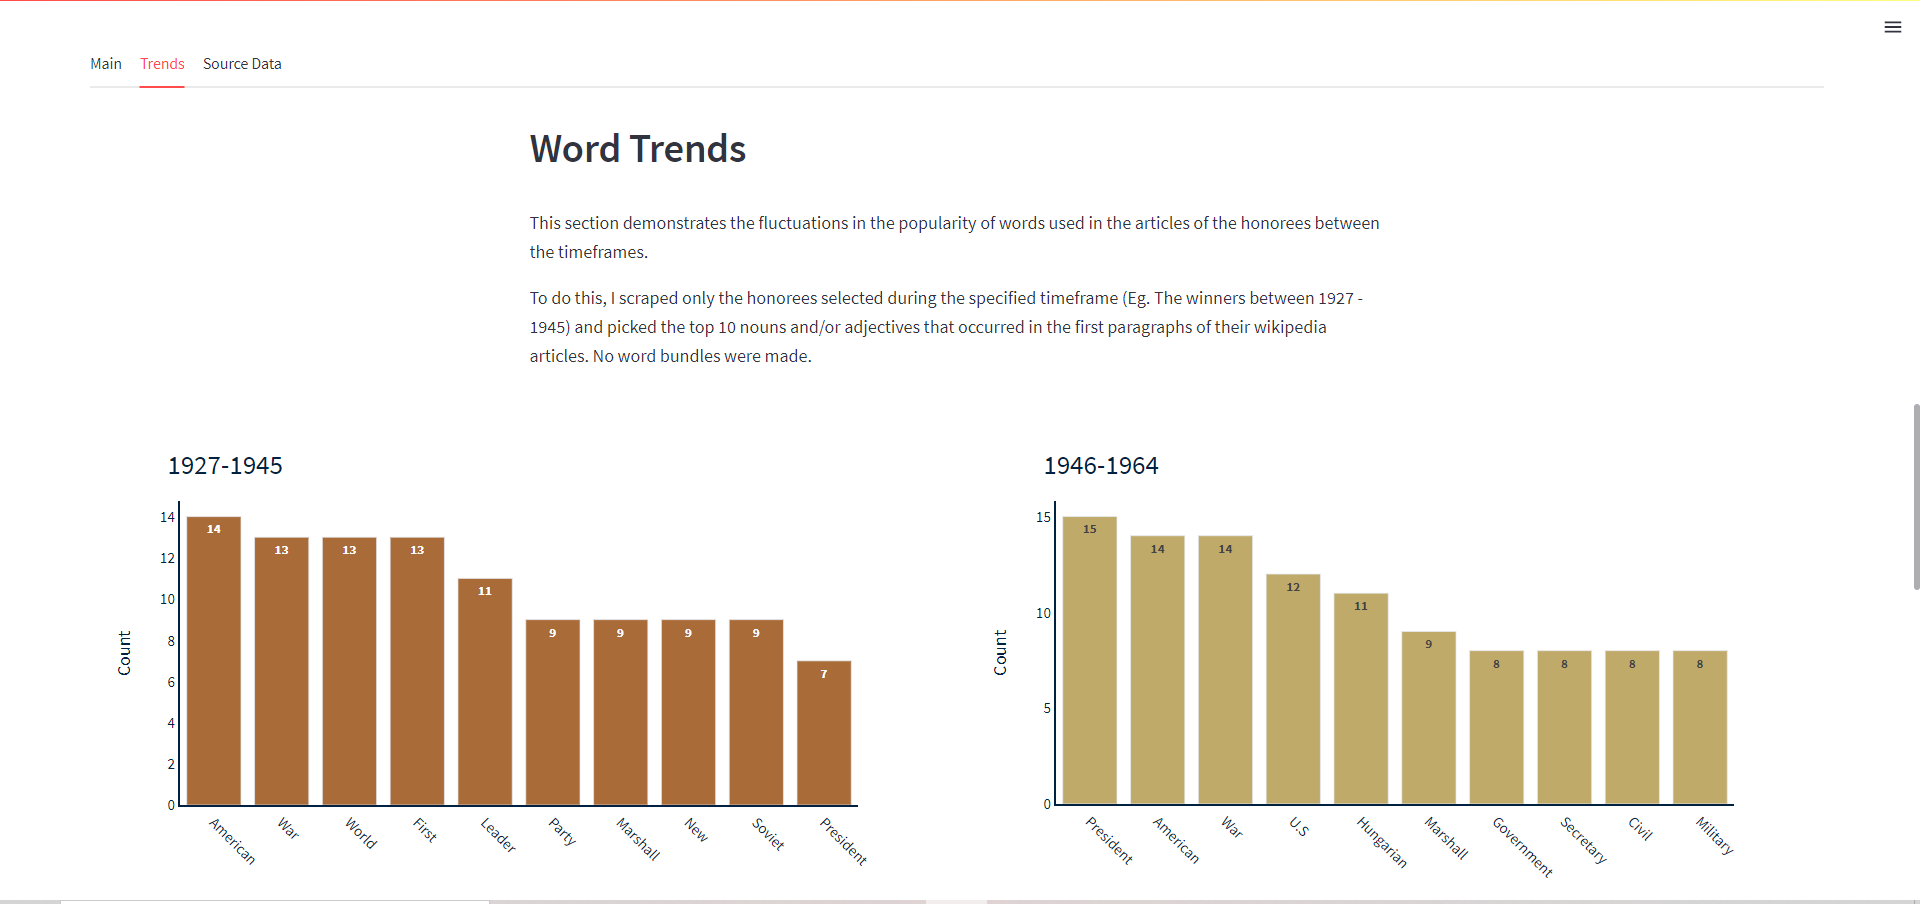 Main Trends Source Data
Word Trends
This section demonstrates the fluctuations in the popularity of words used in the articles of the honorees between
the timeframes.
To do this, I scraped only the honorees selected during the specified timeframe (Eg. The winners between 1927 -
1945) and picked the top 10 nouns and/or adjectives that occurred in the first paragraphs of their wikipedia
articles. No word bundles were made.
1927-1945
Count
14
12
10
8
6
4
2
0
14 13 13 13 11 9 9 9 9 7
American War World First Leader Party Marshall New Soviet President
1946-1964
Count
15
10
5
0
15 14 14 12 11 9 8 8 8 8
President American War U.S Hungarian Marshall Government Secretary Civil Military